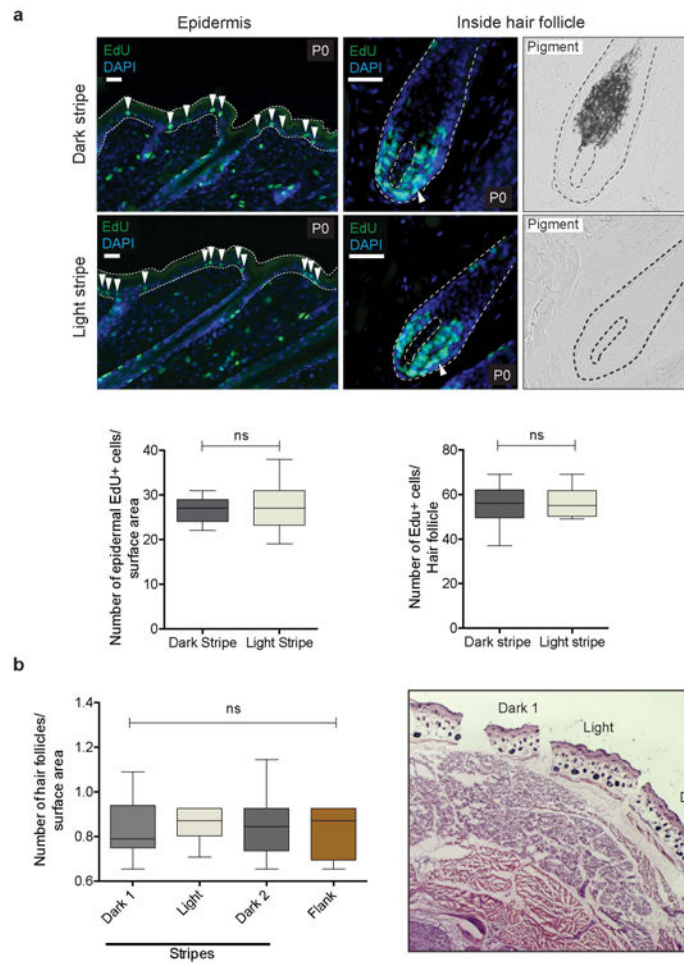 a
Epidermis
Inside hair follicle
Dark stripe
EdU
DAPI
P0
EdU
DAPI
P0
Pigment
Light stripe
EdU
DAPI
P0
EdU
DAPI
P0
Pigment
Number of epidermal EdU+ cells/
surface area
40
30
20
10
0
ns
Dark Stripe
Light Stripe
Number of Edu+ cells/
Hair follicle
80
60
40
20
0
ns
Dark stripe
Light stripe
b
Number of hair follicles/
surface area
1.4
1.2
1.0
0.8
0.6
ns
Dark 1
Light
Dark 2
Flank
Stripes
Dark 1
Light
D